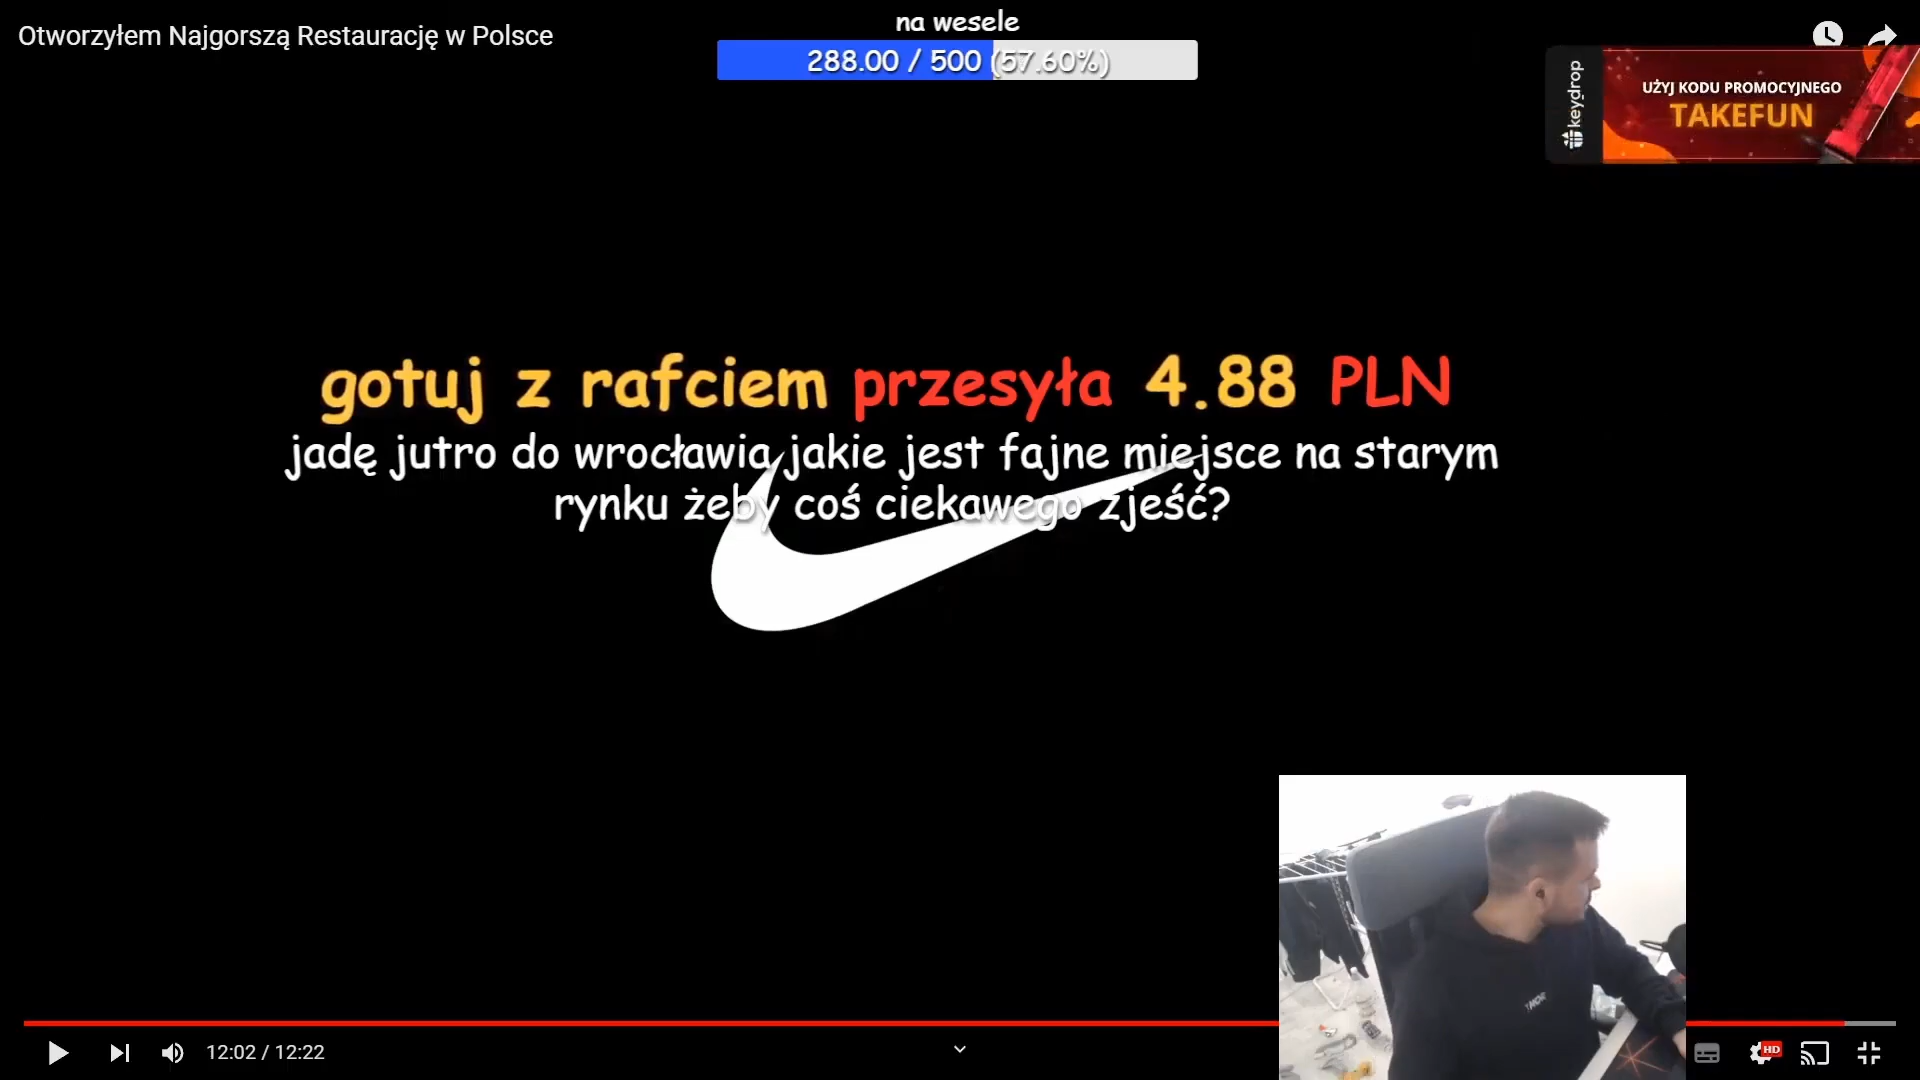 Otworzyłem Najgorszą Restaurację w Polsce
na wesele
288.00 / 500 (57.60%)
keydrop
UŻYJ KODU PROMOCYJNEGO
TAKEFUN
gotuj z rafciem przesyła 4.88 PLN
jadę jutro do wrocławia jakie jest fajne miejsce na starym
rynku żeby coś ciekawego zjeść?
12:02 / 12:22
HD